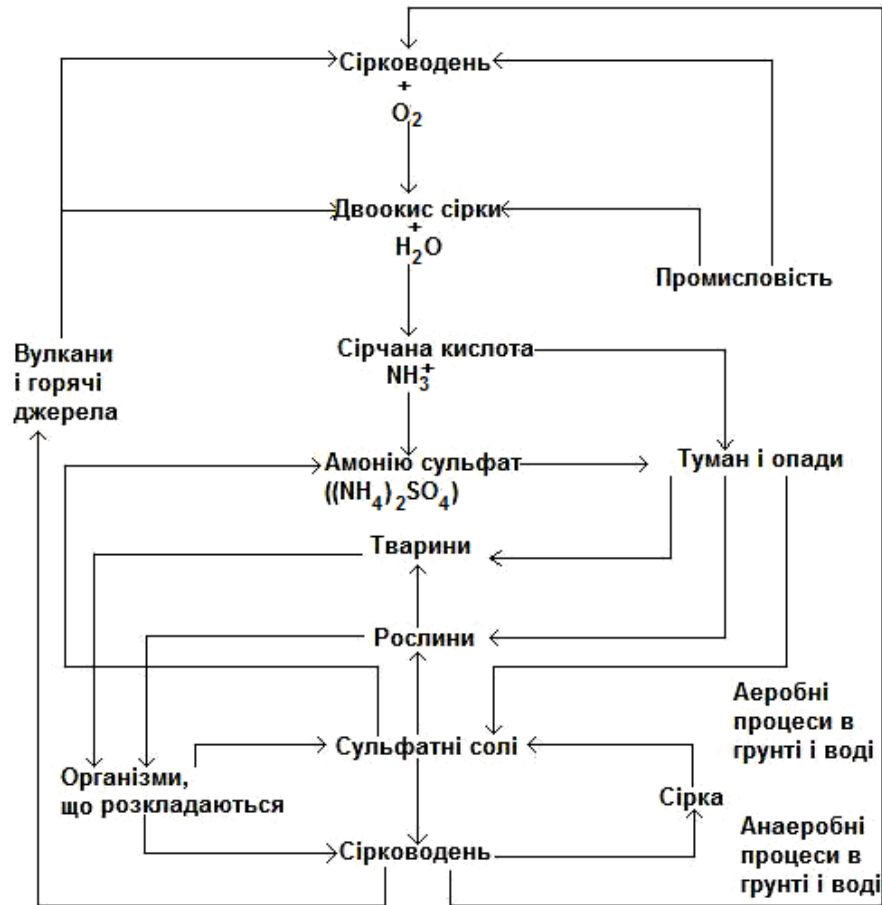 Сірководень
+
O2
Двоокис сірки
+
H2O
Промисловість
Сірчана кислота
NH3+
Вулкани
і горячі
джерела
Амонію сульфат
((NH4)2SO4)
Туман і опади
Тварини
Рослини
Аеробні
процеси в
грунті і воді
Сульфатні солі
Організми,
що розкладаються
Сірка
Сірководень
Анаеробні
процеси в
грунті і воді